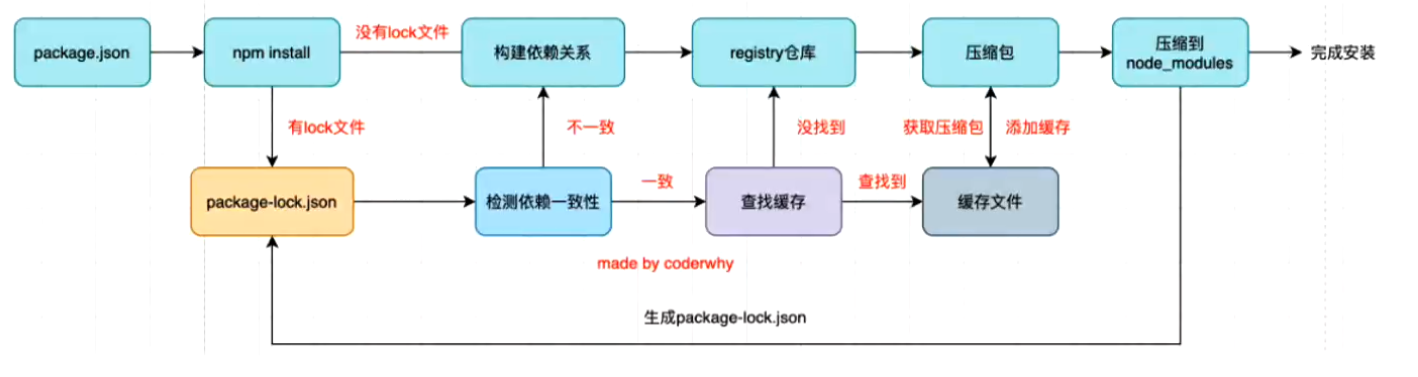 package.json
npm install
没有lock文件
构建依赖关系
registry仓库
压缩包
压缩到
node_modules
完成安装
有lock文件
不一致
没找到
获取压缩包
添加缓存
package-lock.json
检测依赖一致性
一致
查找缓存
查找到
缓存文件
made by coderwhy
生成package-lock.json